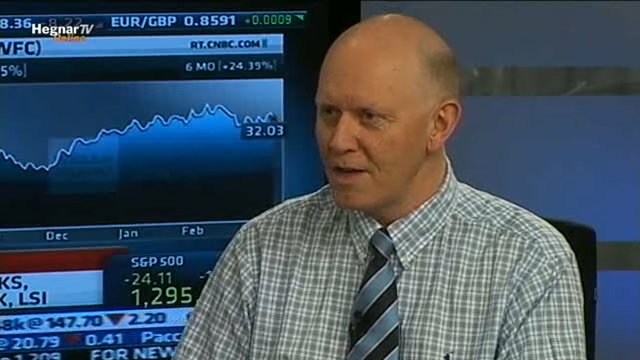 8.36 -8.22 EUR/GBP 0.8591 +0.0009
HegnarTV
Online
WFC)
RT.CNBC.COM
5%) 6 MO (+24.39%)
32.03
Dec Jan Feb
S&P 500
KS, -24.11
K, LSI 1,295
8K @ 147.70 2.20
@ 20.79 0.41 Pacc
1.209 FOR NEW